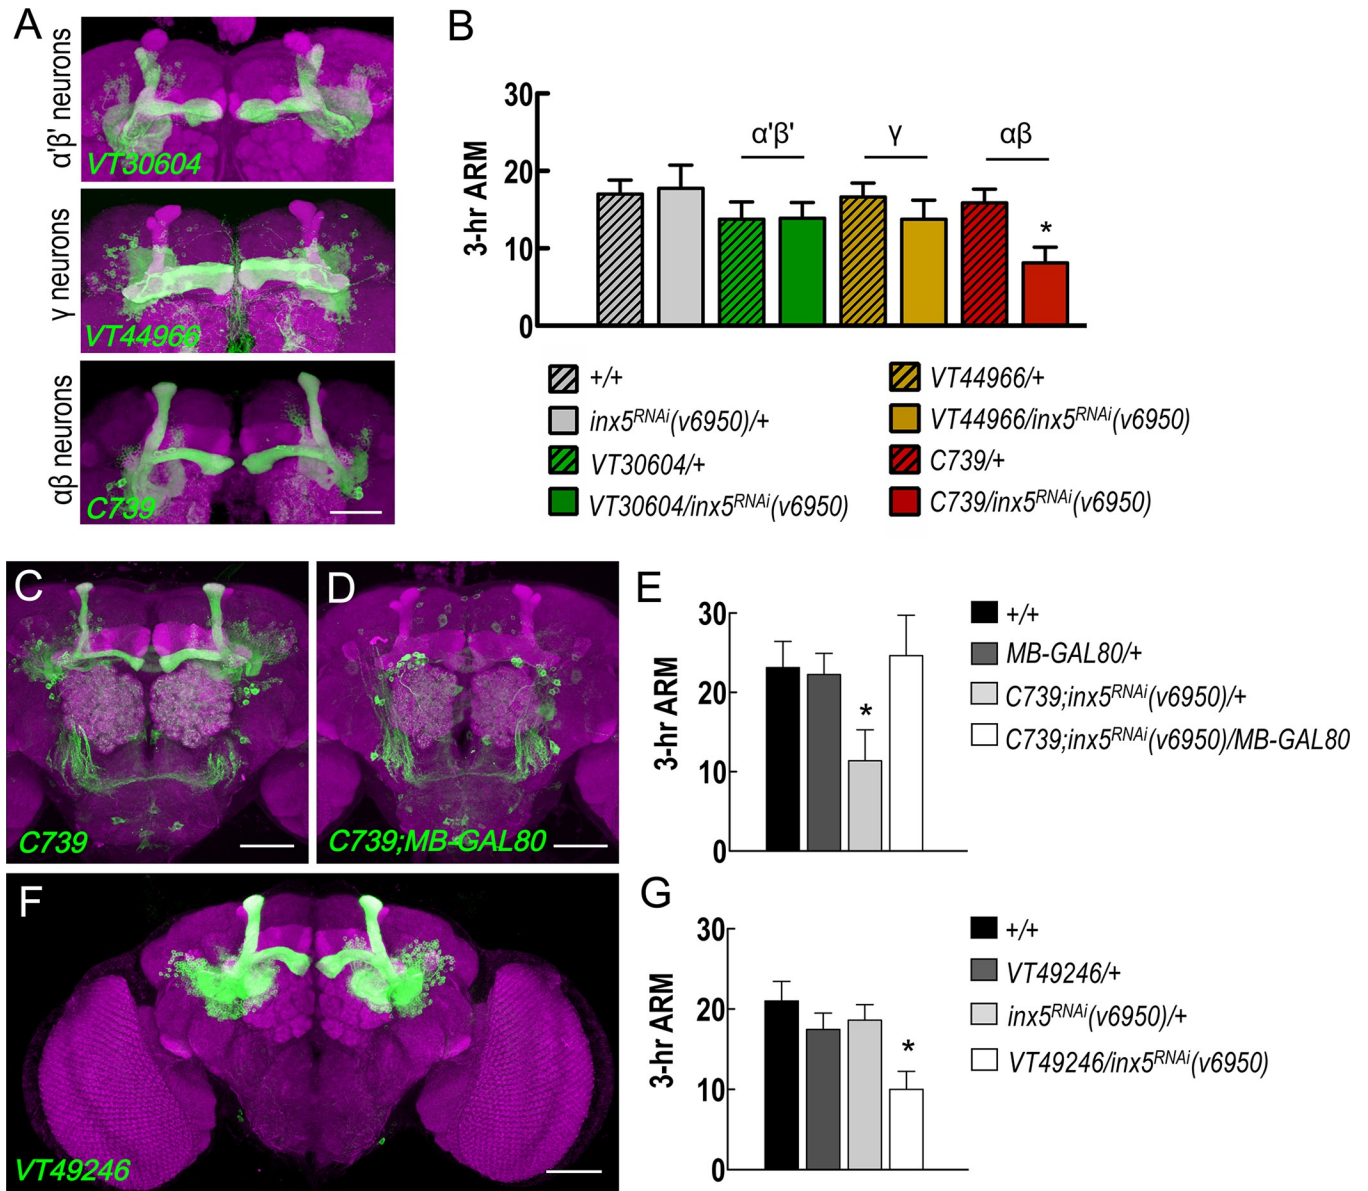 A
α'β' neurons
VT30604
γ neurons
VT44966
αβ neurons
C739
B
3-hr ARM
30
20
10
0
α'β'
γ
αβ
*
+/+
inx5RNAi(v6950)/+
VT30604/+
VT30604/inx5RNAi(v6950)
VT44966/+
VT44966/inx5RNAi(v6950)
C739/+
C739/inx5RNAi(v6950)
C
C739
D
C739;MB-GAL80
E
3-hr ARM
30
20
10
0
*
+/+
MB-GAL80/+
C739;inx5RNAi(v6950)/+
C739;inx5RNAi(v6950)/MB-GAL80
F
VT49246
G
3-hr ARM
30
20
10
0
*
+/+
VT49246/+
inx5RNAi(v6950)/+
VT49246/inx5RNAi(v6950)